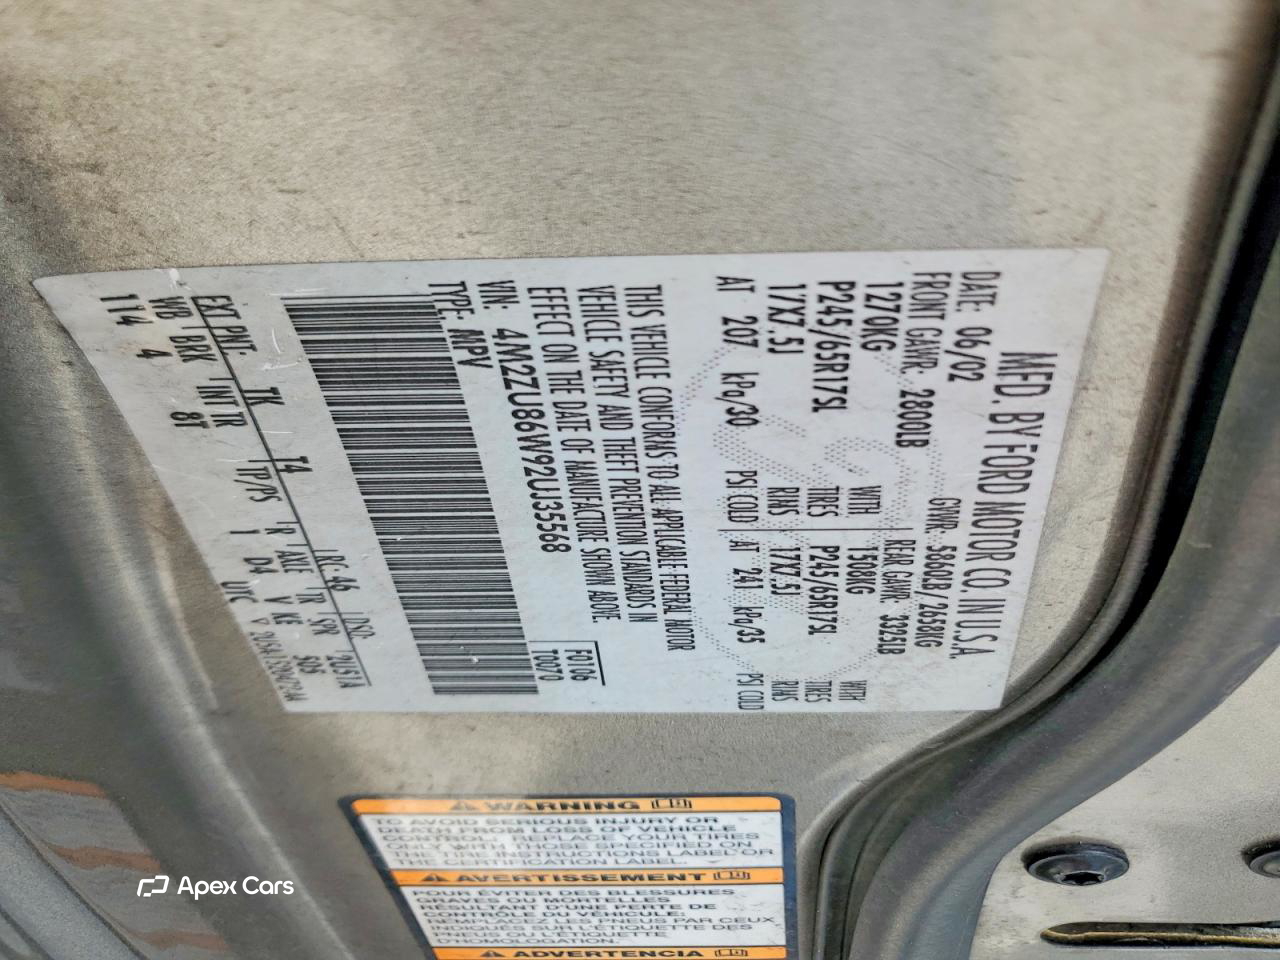 MFD. BY FORD MOTOR CO. IN U.S.A.
DATE: 06/02
GVWR: 5860LB/2658KG
FRONT GAWR: 2800LB
REAR GAWR: 3325LB
1270KG WITH
1508KG WITH
P245/65R17SL TIRES
P245/65R17SL TIRES
17X7.5J RIMS
17X7.5J RIMS
AT 207 kPa/30 PSI COLD
AT 241 kPa/35 PSI COLD
THIS VEHICLE CONFORMS TO ALL APPLICABLE FEDERAL MOTOR
VEHICLE SAFETY AND THEFT PREVENTION STANDARDS IN
EFFECT ON THE DATE OF MANUFACTURE SHOWN ABOVE.
VIN: 4M2ZU86W92UJ35568
TYPE: MPV
F0106
T0070
EXT PNT: TK T4 RC: 46 DSO:
WB BRK INT TR TP/PS R AXLE TR SPR
114 4 8T 1 D4 V
UTC
WARNING
TO AVOID SERIOUS INJURY OR
DEATH FROM LOSS OF VEHICLE
CONTROL, REPLACE YOUR TIRES
ONLY WITH THOSE SPECIFIED ON
THE TIRE INSTRUCTIONS LABEL OR
THE CERTIFICATION LABEL.
AVERTISSEMENT
POUR ÉVITER DES BLESSURES
GRAVES OU MORTELLES
RÉSULTANT D'UNE PERTE DE
CONTRÔLE DU VÉHICULE:
REMPLACEZ LES PNEUS PAR CEUX
INDIQUÉS SUR L'ÉTIQUETTE DES
PNEUS OU L'ÉTIQUETTE
D'HOMOLOGATION.
ADVERTENCIA
Apex Cars